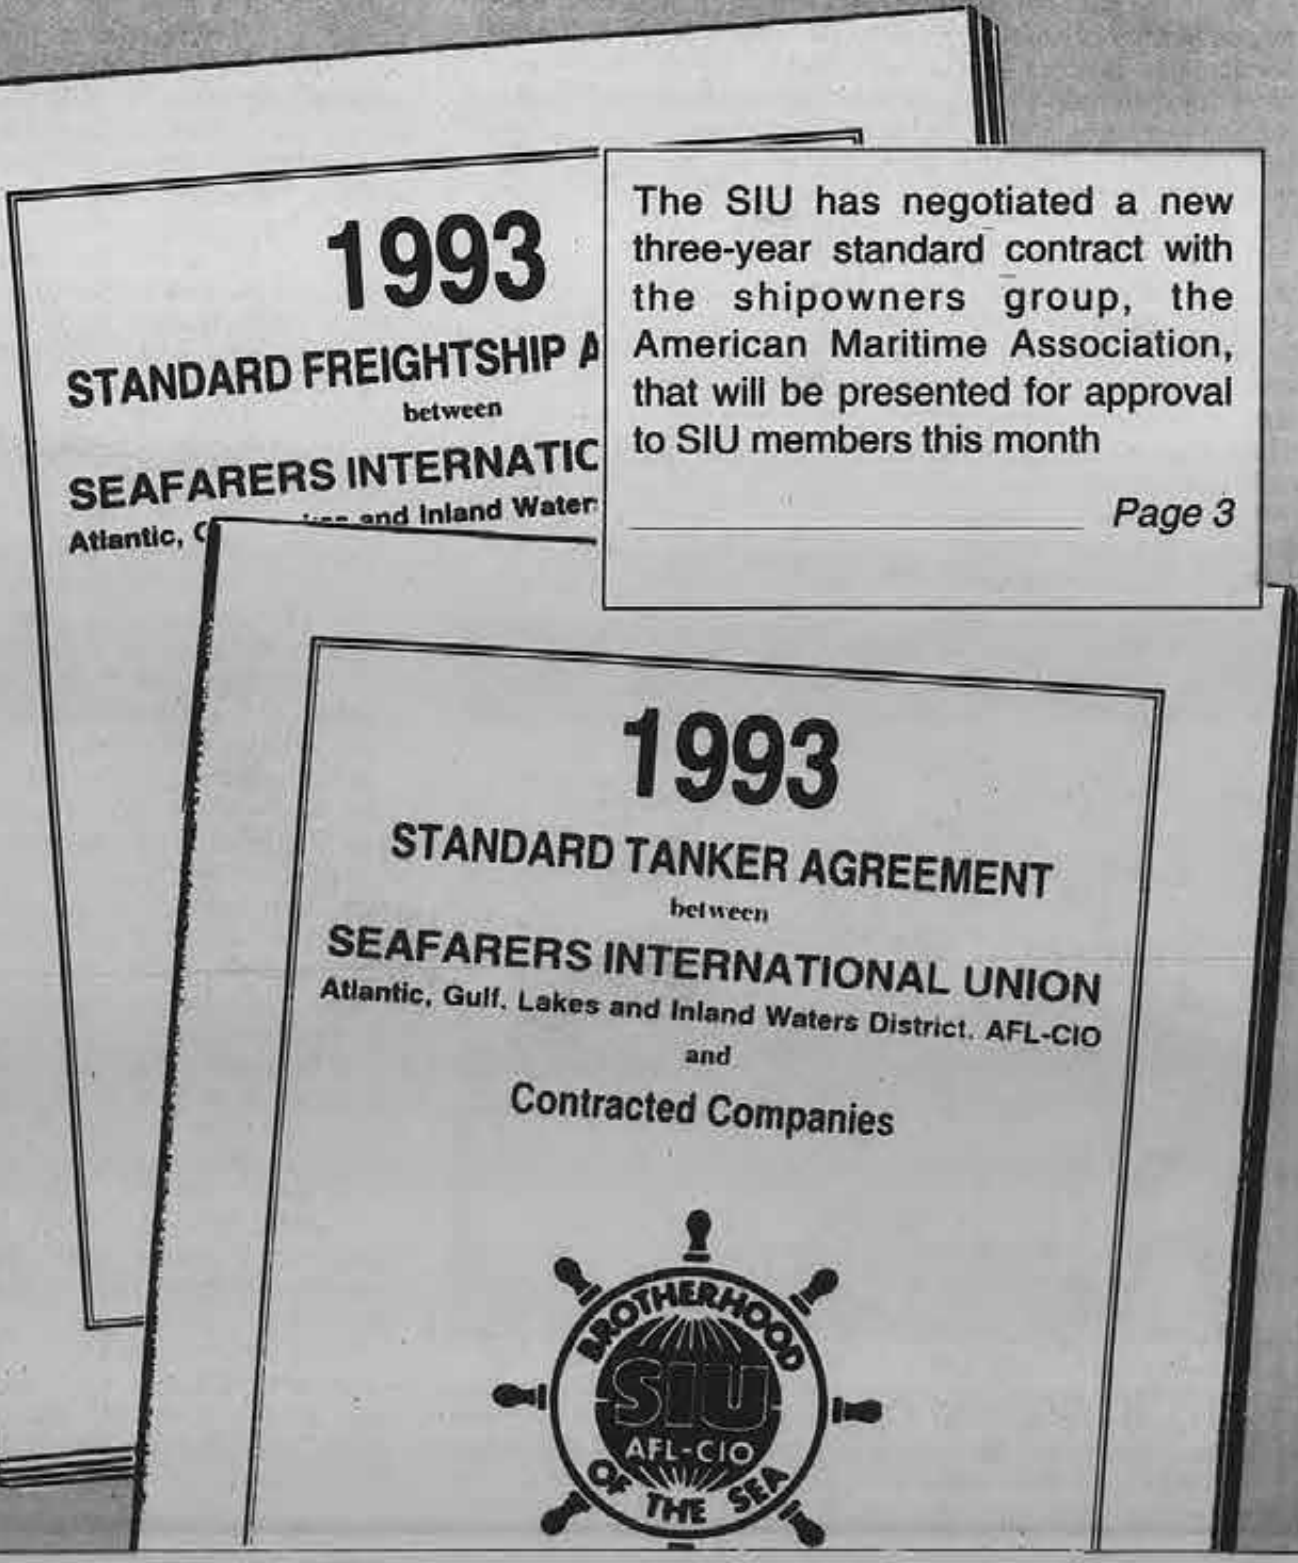 1993
STANDARD FREIGHTSHIP A
between
SEAFARERS INTERNATIO
Atlantic, and Inland Water
The SIU has negotiated a new
three-year standard contract with
the shipowners group, the
American Maritime Association,
that will be presented for approval
to SIU members this month
Page 3
1993
STANDARD TANKER AGREEMENT
between
SEAFARERS INTERNATIONAL UNION
Atlantic, Gulf, Lakes and Inland Waters District, AFL-CIO
and
Contracted Companies
BROTHERHOOD
SIU
AFL-CIO
OF THE SEA